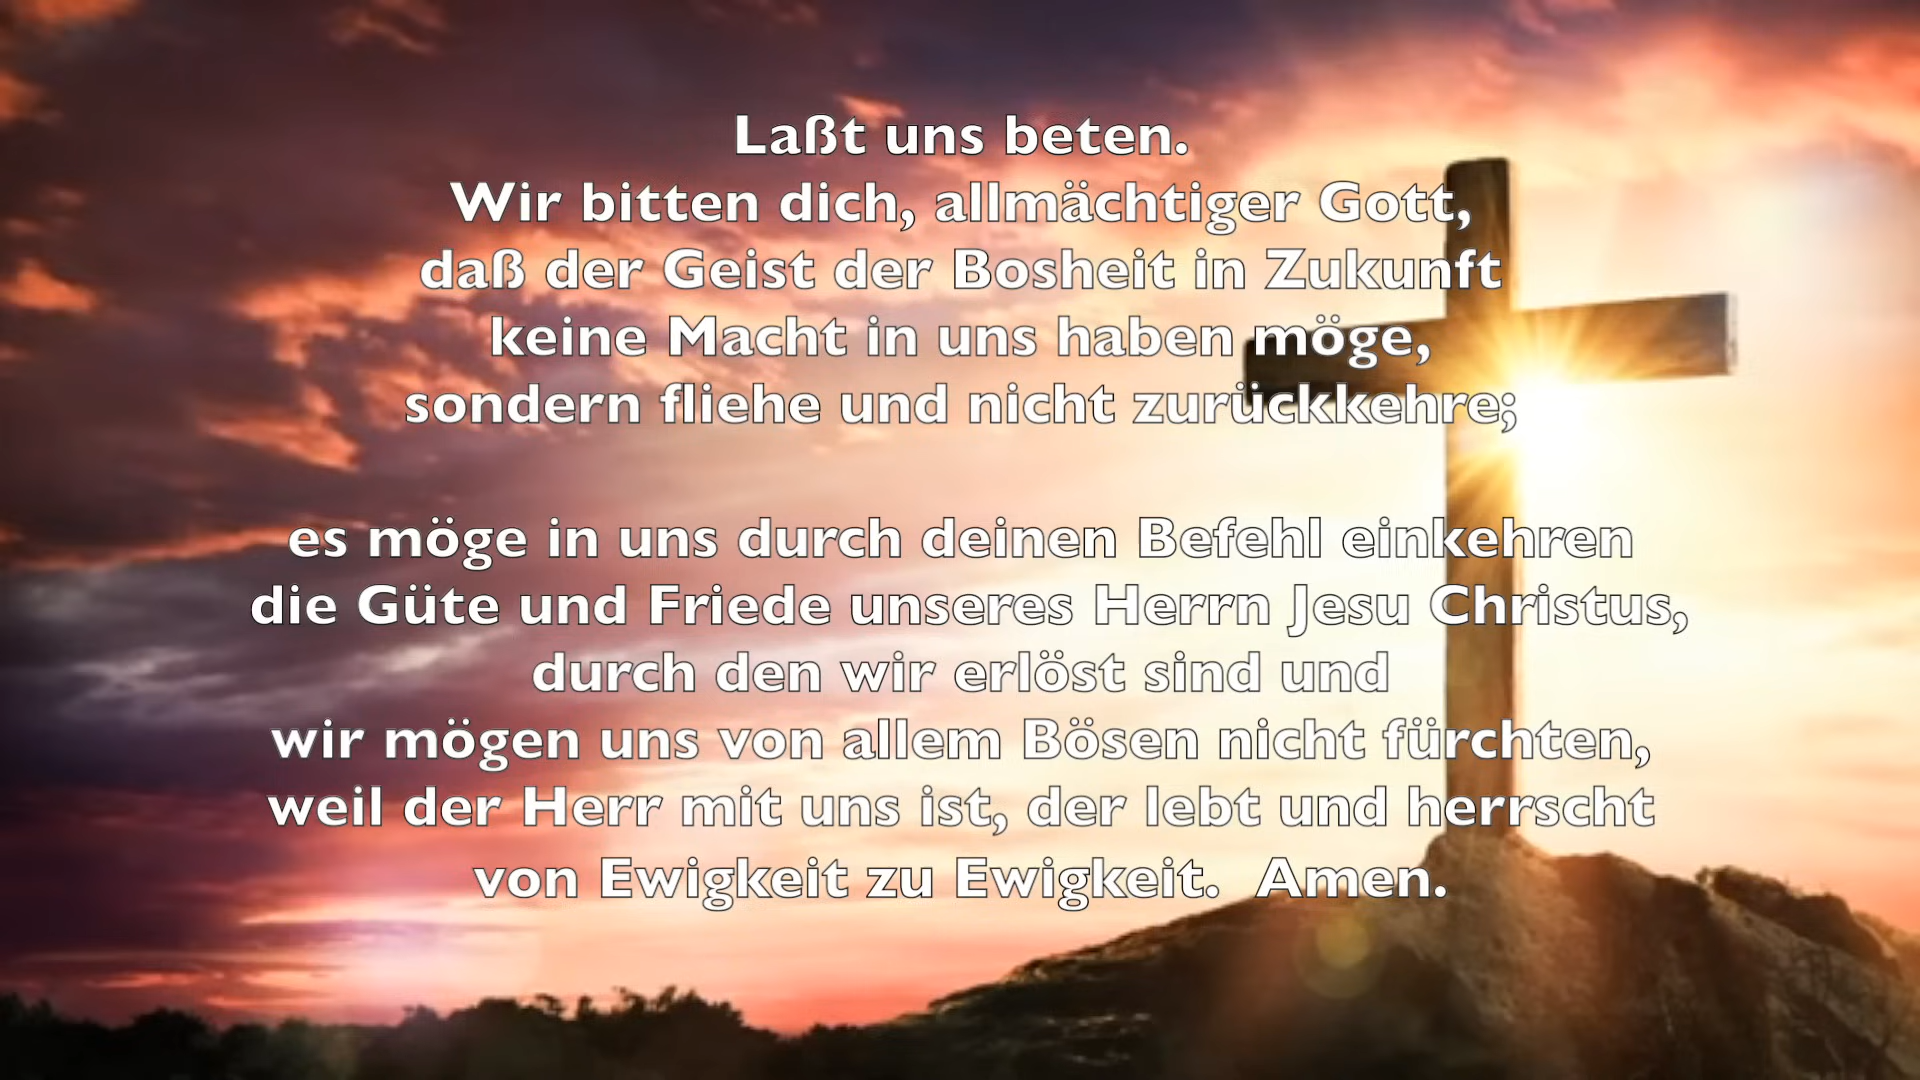 Laßt uns beten.
Wir bitten dich, allmächtiger Gott,
daß der Geist der Bosheit in Zukunft
keine Macht in uns haben möge,
sondern fliehe und nicht zurückkehre;
es möge in uns durch deinen Befehl einkehren
die Güte und Friede unseres Herrn Jesu Christus,
durch den wir erlöst sind und
wir mögen uns von allem Bösen nicht fürchten,
weil der Herr mit uns ist, der lebt und herrscht
von Ewigkeit zu Ewigkeit. Amen.